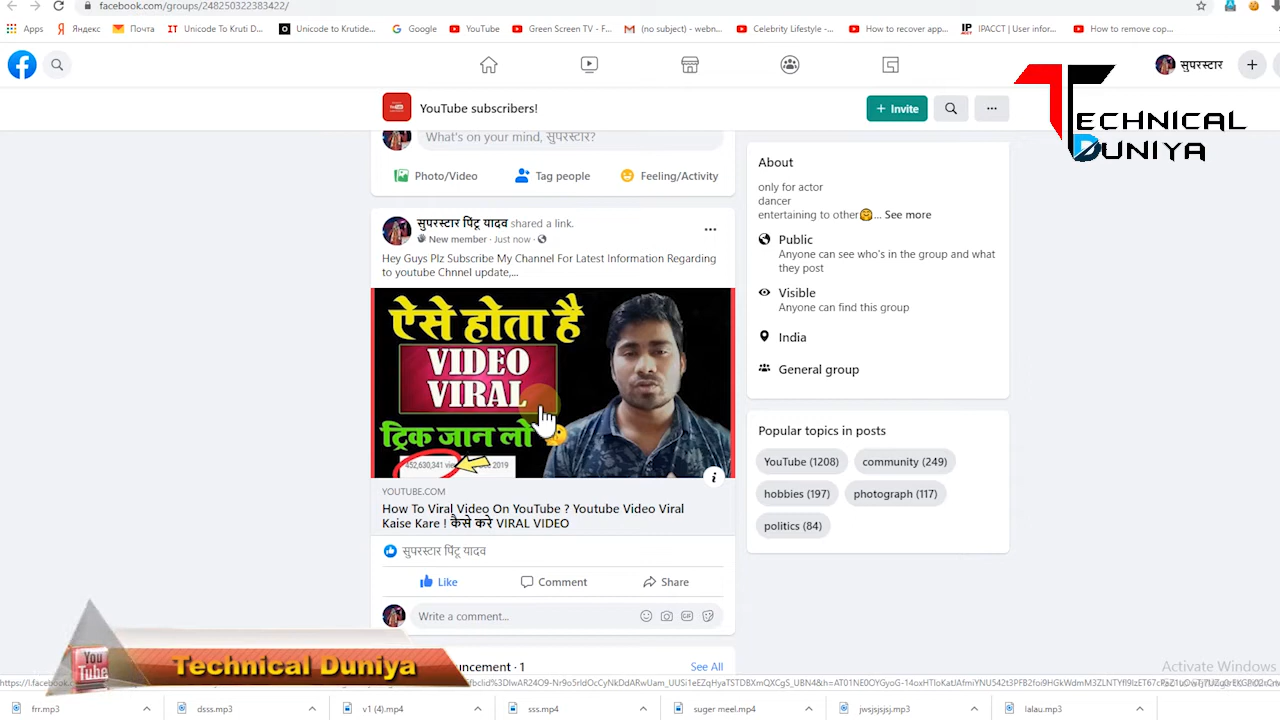 facebook.com/groups/248250322383422/
Apps
Яндекс
Почта
Unicode To Kruti D...
Unicode to Krutide...
Google
YouTube
Green Screen TV - F...
(no subject) - webn...
Celebrity Lifestyle -...
How to recover app...
IPACCT | User infor...
How to remove cop...
सुपरस्टार
YouTube subscribers!
+ Invite
TECHNICAL
DUNIYA
What's on your mind, सुपरस्टार?
Photo/Video
Tag people
Feeling/Activity
सुपरस्टार पिंटू यादव shared a link.
New member · Just now ·
Hey Guys Plz Subscribe My Channel For Latest Information Regarding
to youtube Chnnel update,...
ऐसे होता है
VIDEO
VIRAL
ट्रिक जान लो
452,630,341
2019
YOUTUBE.COM
How To Viral Video On YouTube ? Youtube Video Viral
Kaise Kare ! कैसे करे VIRAL VIDEO
सुपरस्टार पिंटू यादव
Like
Comment
Share
Write a comment...
GIF
About
only for actor
dancer
entertaining to other... See more
Public
Anyone can see who's in the group and what
they post
Visible
Anyone can find this group
India
General group
Popular topics in posts
YouTube (1208)
community (249)
hobbies (197)
photograph (117)
politics (84)
You
Tube
Technical Duniya
uncement · 1
See All
Activate Windows
frr.mp3
dsss.mp3
v1 (4).mp4
sss.mp4
suger meel.mp4
jwsjsjsjsj.mp3
lalau.mp3